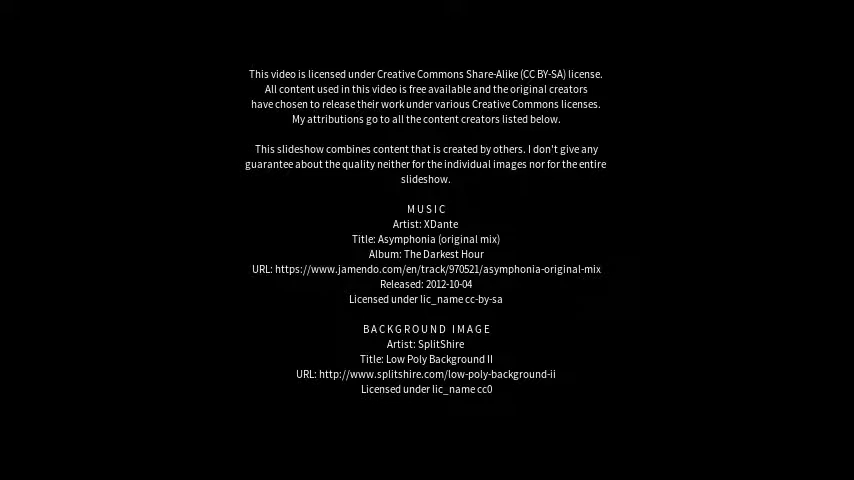 This video is licensed under Creative Commons Share-Alike (CC BY-SA) license.
All content used in this video is free available and the original creators
have chosen to release their work under various Creative Commons licenses.
My attributions go to all the content creators listed below.
This slideshow combines content that is created by others. I don't give any
guarantee about the quality neither for the individual images nor for the entire
slideshow.
MUSIC
Artist: XDante
Title: Asymphonia (original mix)
Album: The Darkest Hour
URL: https://www.jamendo.com/en/track/970521/asymphonia-original-mix
Released: 2012-10-04
Licensed under lic_name cc-by-sa
BACKGROUND IMAGE
Artist: SplitShire
Title: Low Poly Background II
URL: http://www.splitshire.com/low-poly-background-ii
Licensed under lic_name cc0